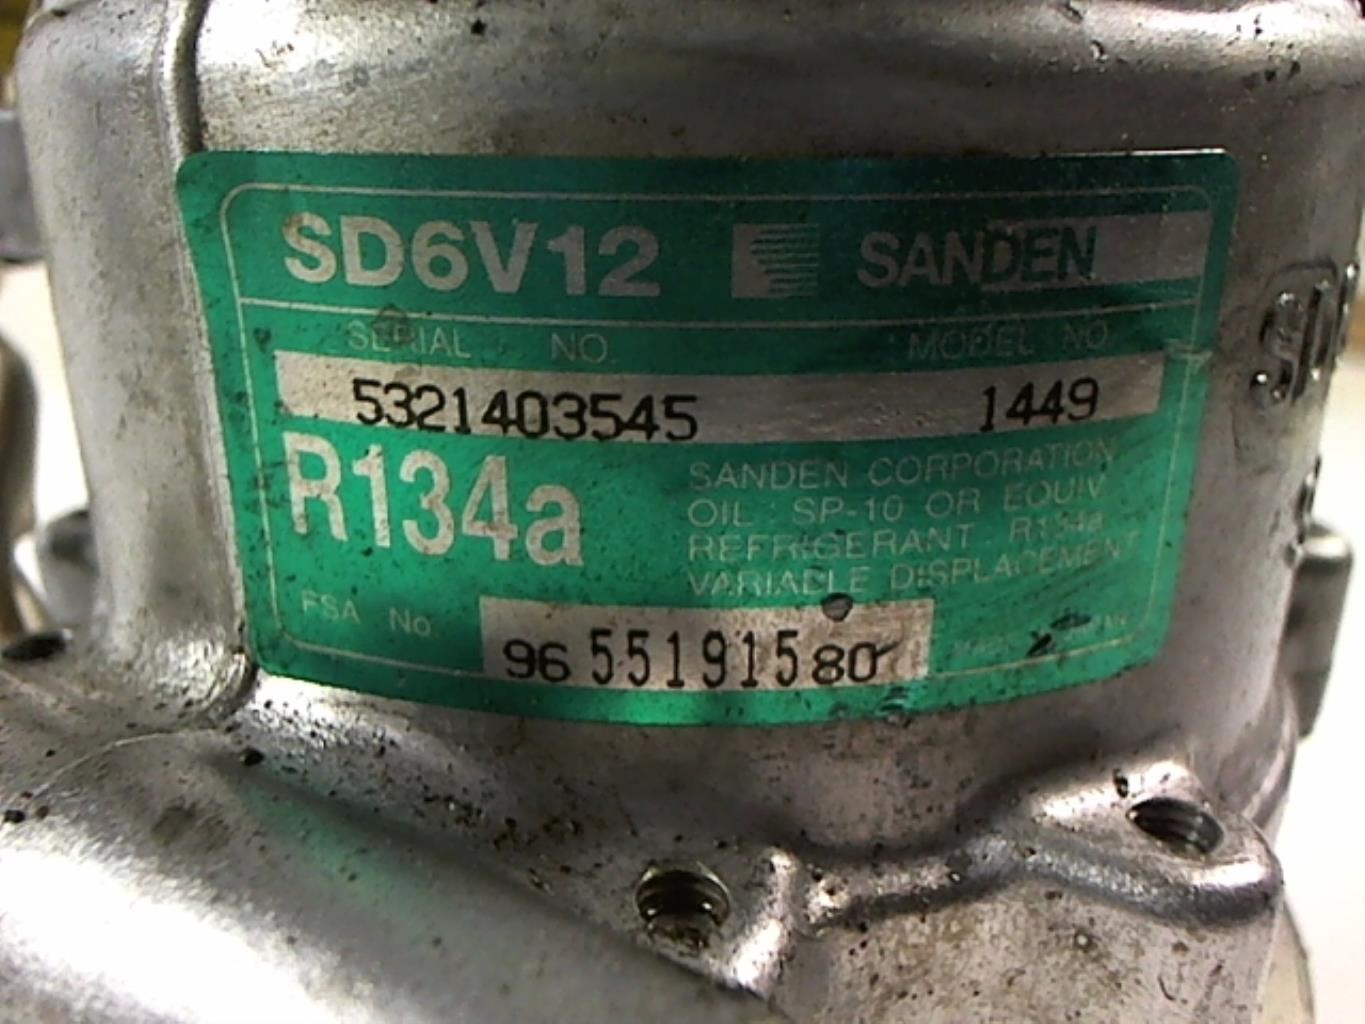 SD6V12 SANDEN
SERIAL NO. MODEL NO.
5321403545 1449
R134a
SANDEN CORPORATION
OIL : SP-10 OR EQUIV.
REFRIGERANT R134a
VARIABLE DISPLACEMENT
PSA No.
96 551915 80